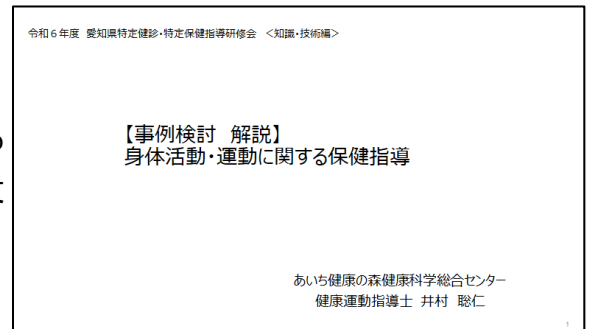 令和6年度 愛知県特定健診・特定保健指導研修会 <知識・技術編>
【事例検討 解説】
身体活動・運動に関する保健指導
あいち健康の森健康科学総合センター
健康運動指導士 井村 聡仁
1